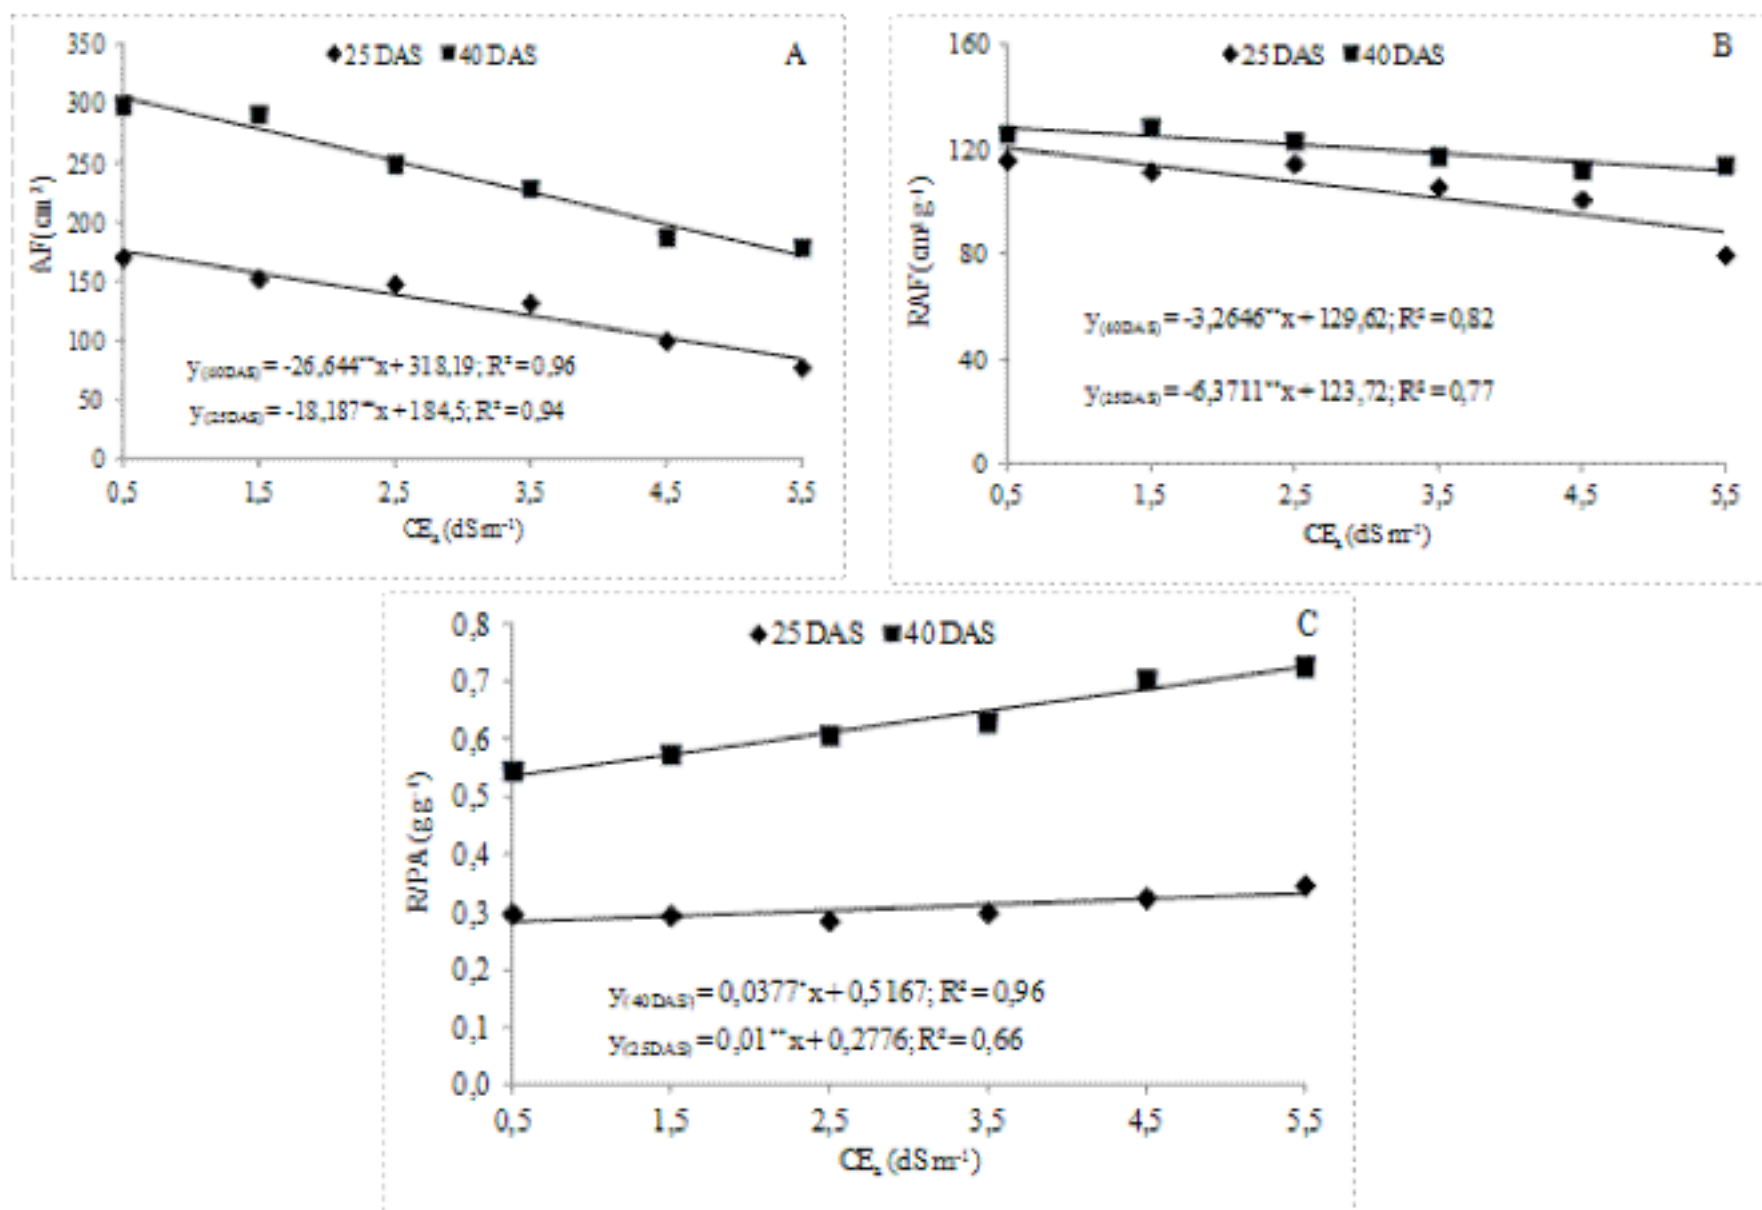 25 DAS 40 DAS
A
350
300
250
200
150
100
50
0
AF (cm²)
y(40DAS) = -26,644**x + 318,19; R² = 0,96
y(25DAS) = -18,187**x + 184,5; R² = 0,94
0,5 1,5 2,5 3,5 4,5 5,5
CEa (dS m⁻¹)
25 DAS 40 DAS
B
160
120
80
40
0
RAF (cm² g⁻¹)
y(40DAS) = -3,2646**x + 129,62; R² = 0,82
y(25DAS) = -6,3711**x + 123,72; R² = 0,77
0,5 1,5 2,5 3,5 4,5 5,5
CEa (dS m⁻¹)
25 DAS 40 DAS
C
0,8
0,7
0,6
0,5
0,4
0,3
0,2
0,1
0,0
R/PA (g g⁻¹)
y(40DAS) = 0,0377*x + 0,5167; R² = 0,96
y(25DAS) = 0,01**x + 0,2776; R² = 0,66
0,5 1,5 2,5 3,5 4,5 5,5
CEa (dS m⁻¹)